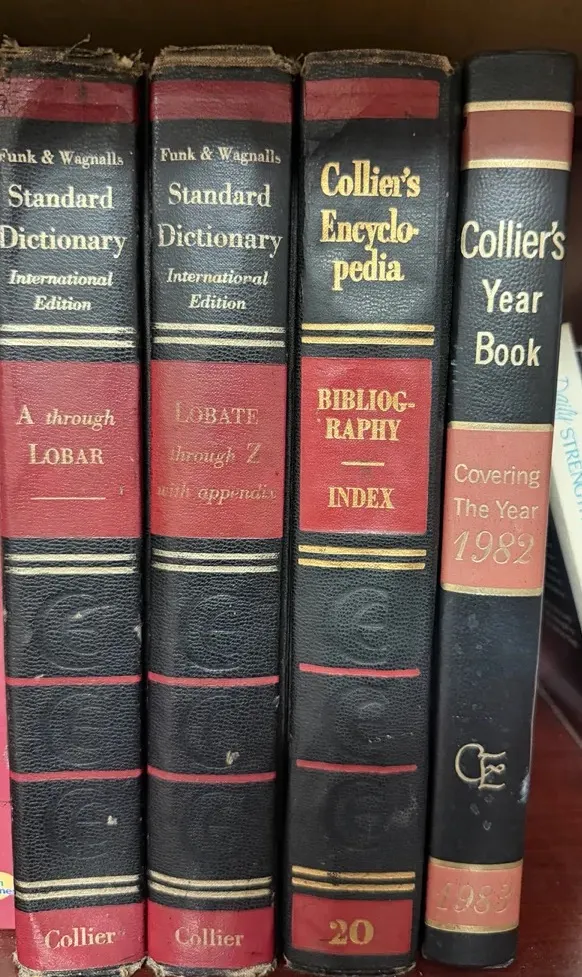 Funk & Wagnalls
Standard
Dictionary
International
Edition
A through
LOBAR
Collier
Funk & Wagnalls
Standard
Dictionary
International
Edition
LOBATE
through Z
with appendix
Collier
Collier's
Encyclo-
pedia
BIBLIOG-
RAPHY
INDEX
20
Collier's
Year
Book
Covering
The Year
1982
CE
1983